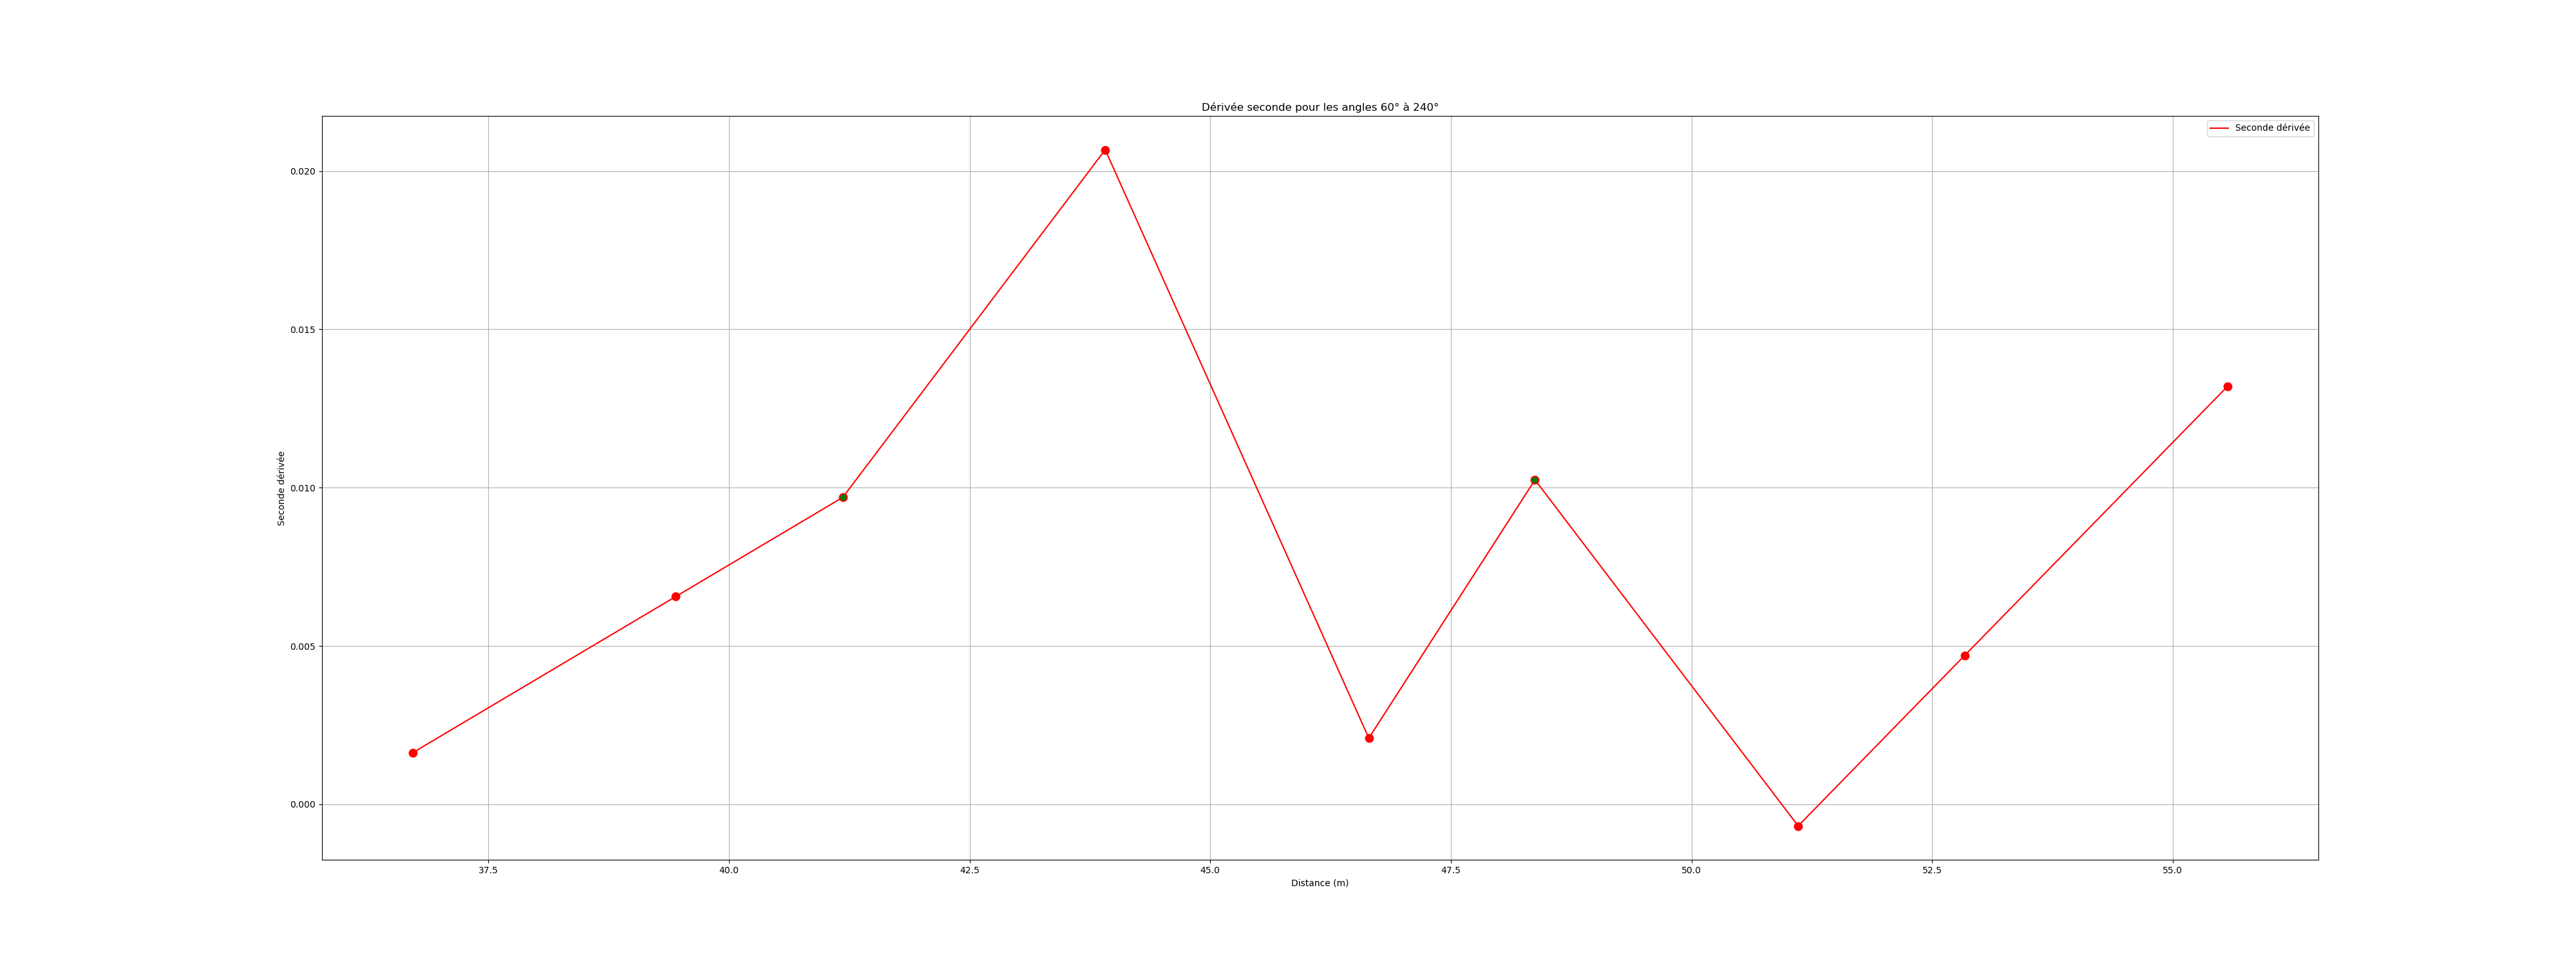 Dérivée seconde pour les angles 60° à 240°
Seconde dérivée
0.020
0.015
0.010
0.005
0.000
Seconde dérivée
37.5 40.0 42.5 45.0 47.5 50.0 52.5 55.0
Distance (m)